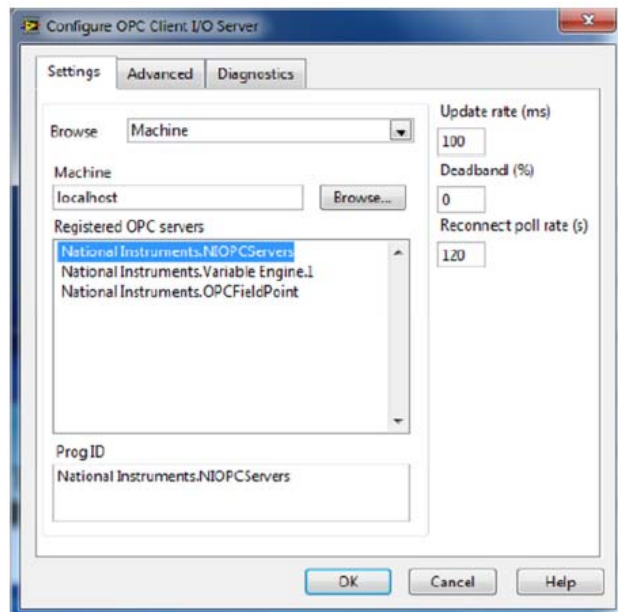 Configure OPC Client I/O Server
Settings
Advanced
Diagnostics
Browse
Machine
Machine
localhost
Browse...
Registered OPC servers
National Instruments.NIOPCServers
National Instruments.Variable Engine.1
National Instruments.OPCFieldPoint
Prog ID
National Instruments.NIOPCServers
Update rate (ms)
100
Deadband (%)
0
Reconnect poll rate (s)
120
OK
Cancel
Help